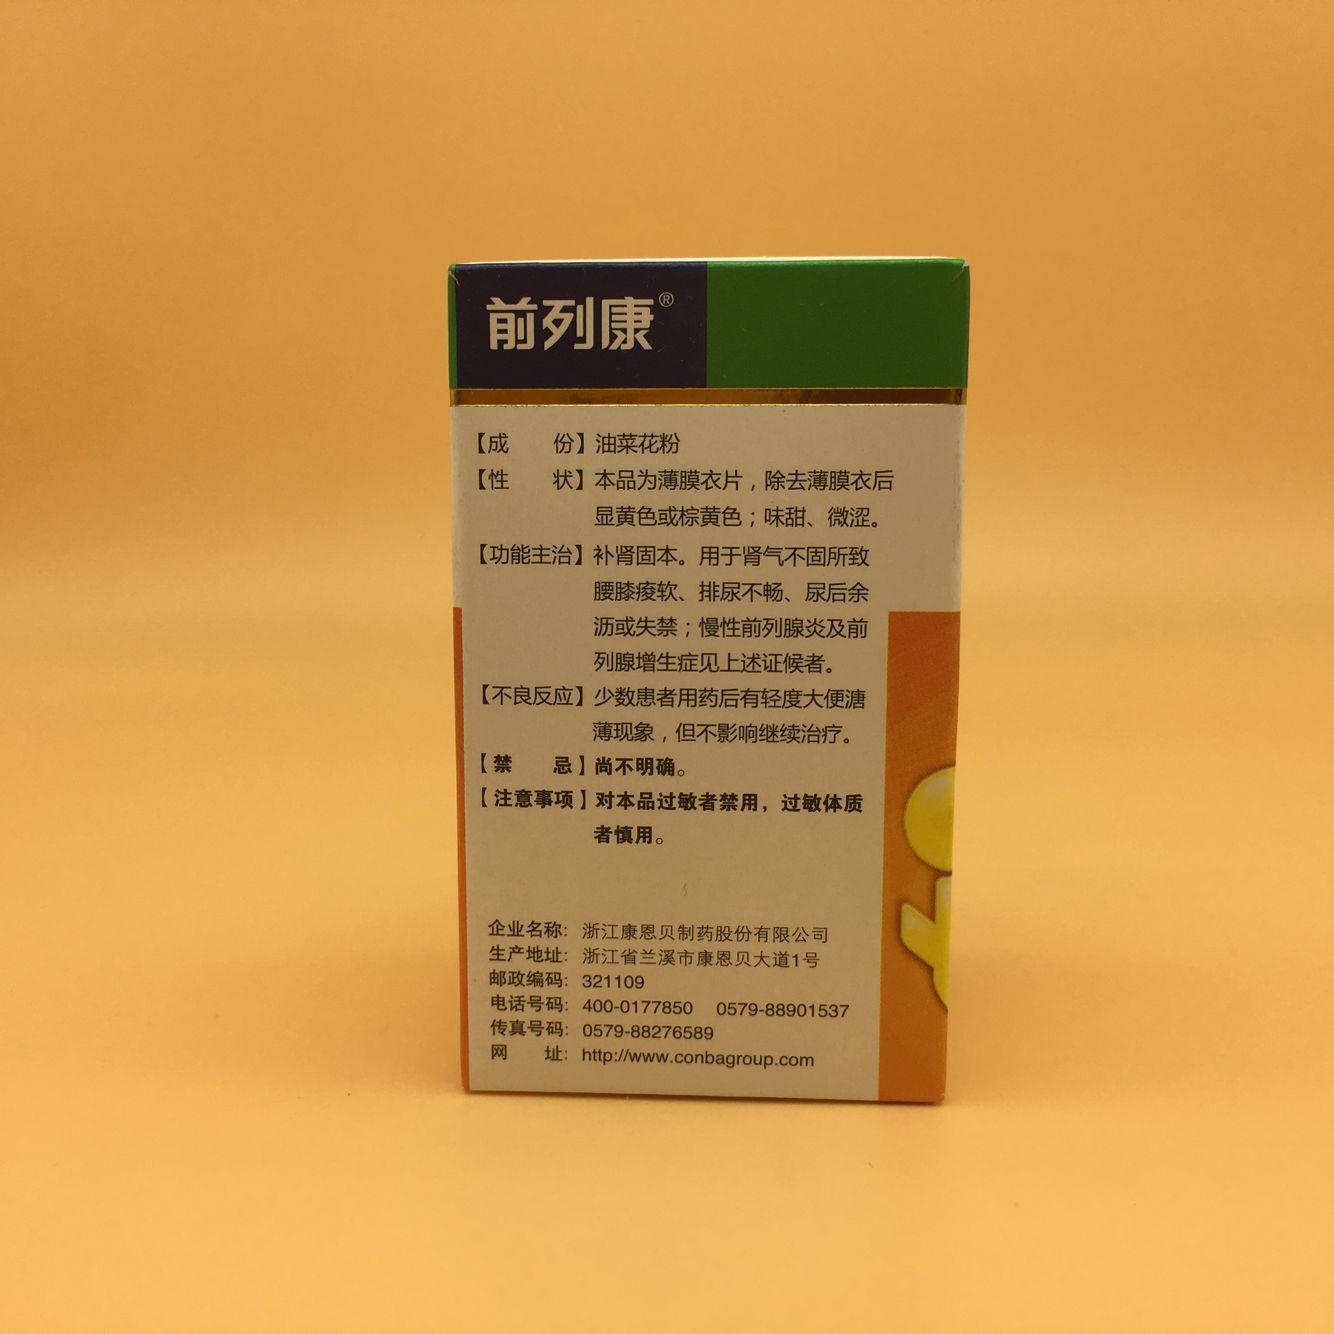 前列康®
【成　　份】油菜花粉
【性　　状】本品为薄膜衣片，除去薄膜衣后
显黄色或棕黄色；味甜、微涩。
【功能主治】补肾固本。用于肾气不固所致
腰膝痠软、排尿不畅、尿后余
沥或失禁；慢性前列腺炎及前
列腺增生症见上述证候者。
【不良反应】少数患者用药后有轻度大便溏
薄现象，但不影响继续治疗。
【禁　　忌】尚不明确。
【注意事项】对本品过敏者禁用，过敏体质
者慎用。
企业名称：浙江康恩贝制药股份有限公司
生产地址：浙江省兰溪市康恩贝大道1号
邮政编码：321109
电话号码：400-0177850　0579-88901537
传真号码：0579-88276589
网　　址：http://www.conbagroup.com